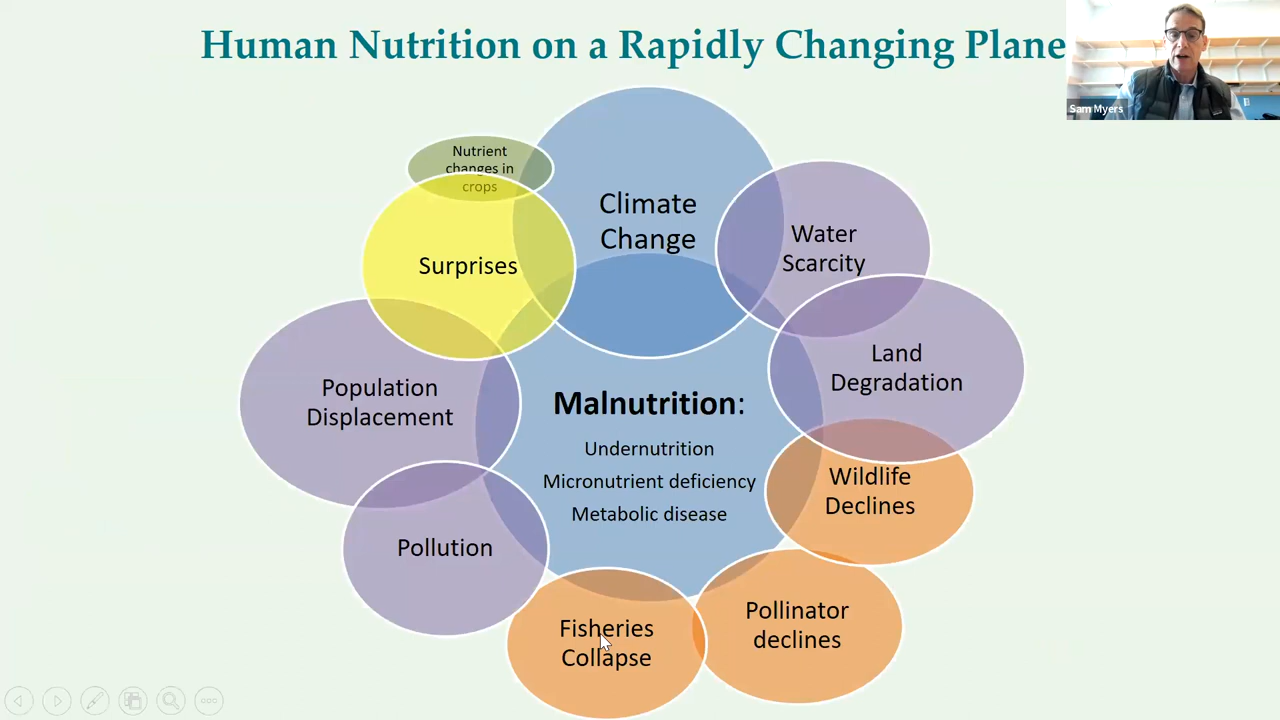 Human Nutrition on a Rapidly Changing Plane
Sam Myers
Nutrient
changes in
crops
Climate
Change
Water
Scarcity
Surprises
Land
Degradation
Population
Displacement
Malnutrition:
Undernutrition
Micronutrient deficiency
Metabolic disease
Wildlife
Declines
Pollution
Pollinator
declines
Fisheries
Collapse